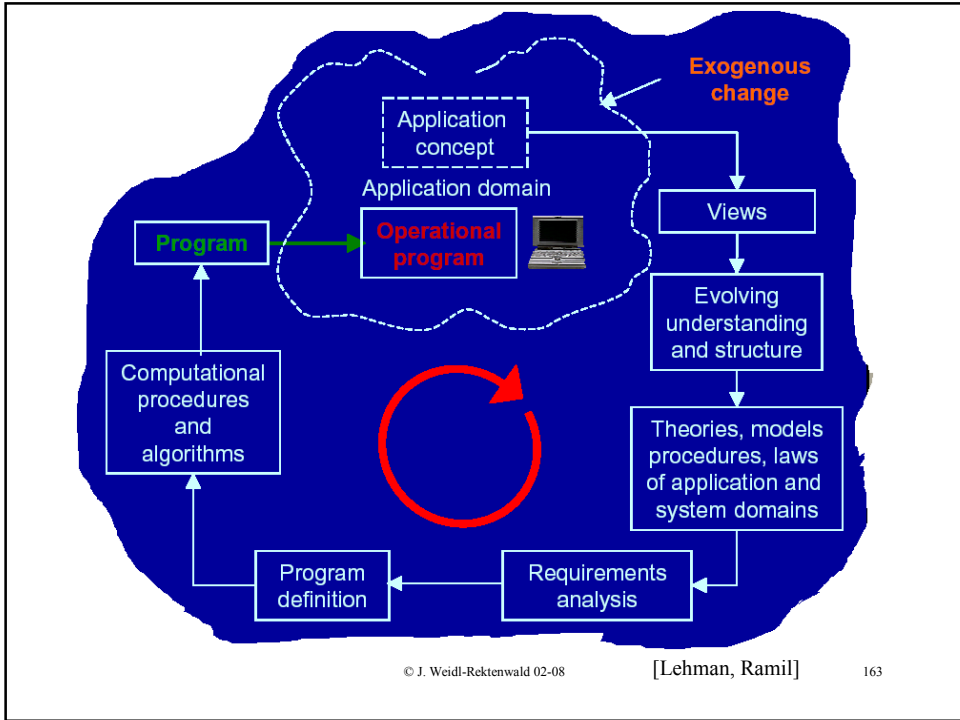 Exogenous
change
Application
concept
Application domain
Operational
program
Program
Views
Evolving
understanding
and structure
Theories, models
procedures, laws
of application and
system domains
Requirements
analysis
Program
definition
Computational
procedures
and
algorithms
© J. Weidl-Rektenwald 02-08
[Lehman, Ramil]
163